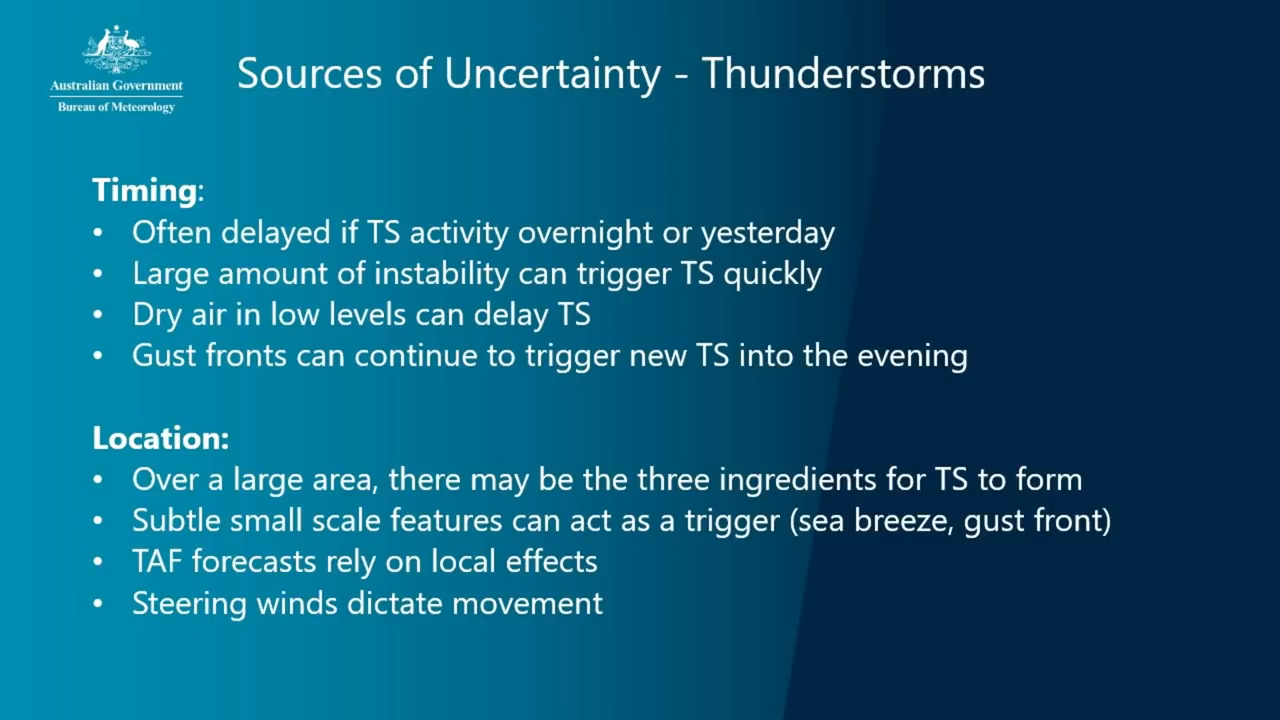 Australian Government
Bureau of Meteorology
Sources of Uncertainty - Thunderstorms
Timing:
• Often delayed if TS activity overnight or yesterday
• Large amount of instability can trigger TS quickly
• Dry air in low levels can delay TS
• Gust fronts can continue to trigger new TS into the evening
Location:
• Over a large area, there may be the three ingredients for TS to form
• Subtle small scale features can act as a trigger (sea breeze, gust front)
• TAF forecasts rely on local effects
• Steering winds dictate movement